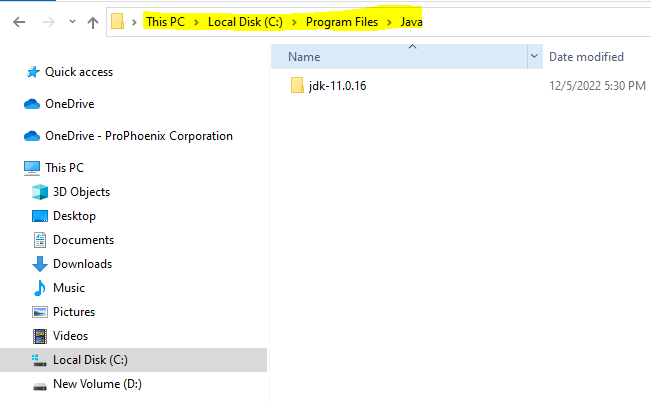 This PC > Local Disk (C:) > Program Files > Java
Name Date modified
jdk-11.0.16 12/5/2022 5:30 PM
Quick access
OneDrive
OneDrive - ProPhoenix Corporation
This PC
3D Objects
Desktop
Documents
Downloads
Music
Pictures
Videos
Local Disk (C:)
New Volume (D:)